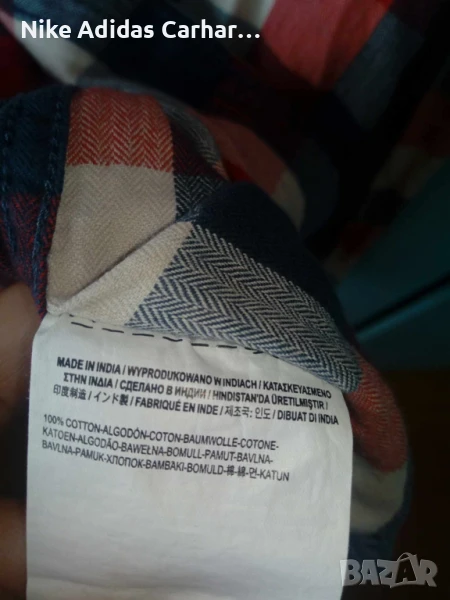 Nike Adidas Carhar...
MADE IN INDIA / WYPRODUKOWANO W INDIACH / ΚΑΤΑΣΚΕΥΑΣΜΕΝΟ
ΣΤΗΝ ΙΝΔΙΑ / СДЕЛАНО В ИНДИИ / HINDISTAN'DA ÜRETILMIŞTIR /
印度制造 / インド製 / FABRIQUÉ EN INDE / 제조국: 인도 / DIBUAT DI INDIA
100% COTTON-ALGODÓN-COTON-BAUMWOLLE-COTONE-
KATOEN-ALGODÃO-BAWEŁNA-BOMULL-PAMUT-BAVLNA-
BAVLNA-PAMUK-ХЛОПОК-BAMBAKI-BOMULD-棉-綿-면-KATUN
BAZAR